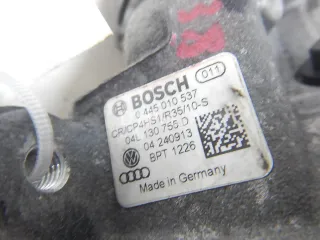 BOSCH 011
0 445 010 537
CR/CP4HS1/R35/10-S
04L 130 755 D
04 240913
BPT 1226
Made in Germany